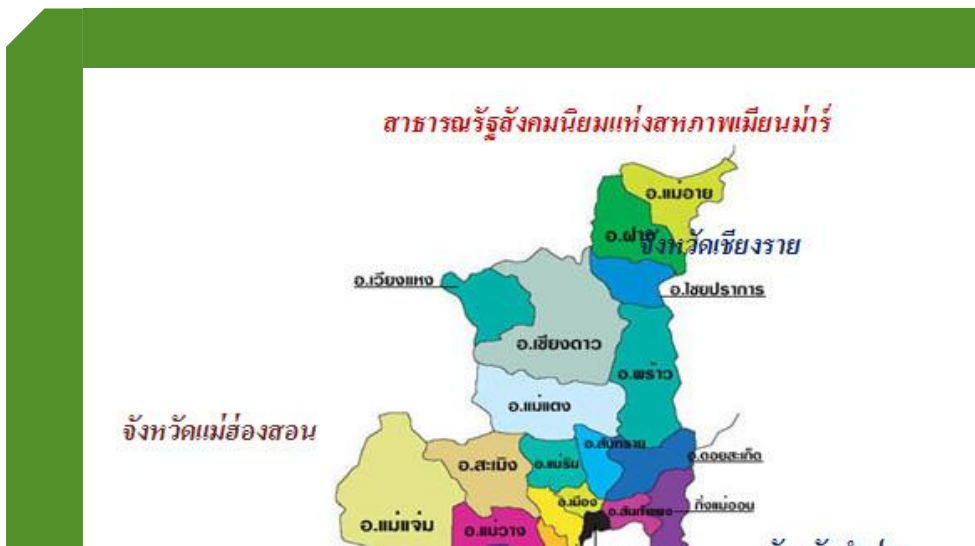 สาธารณรัฐสังคมนิยมแห่งสหภาพเมียนม่าร์
อ.แม่อาย
อ.ฝาง
จังหวัดเชียงราย
อ.เวียงแหง
อ.ไชยปราการ
อ.เชียงดาว
อ.พร้าว
อ.แม่แตง
จังหวัดแม่ฮ่องสอน
อ.สันทราย
อ.สะเมิง
อ.แม่ริม
อ.ดอยสะเก็ด
อ.เมือง
อ.สันกำแพง
กิ่งแม่ออน
อ.แม่แจ่ม
อ.แม่วาง